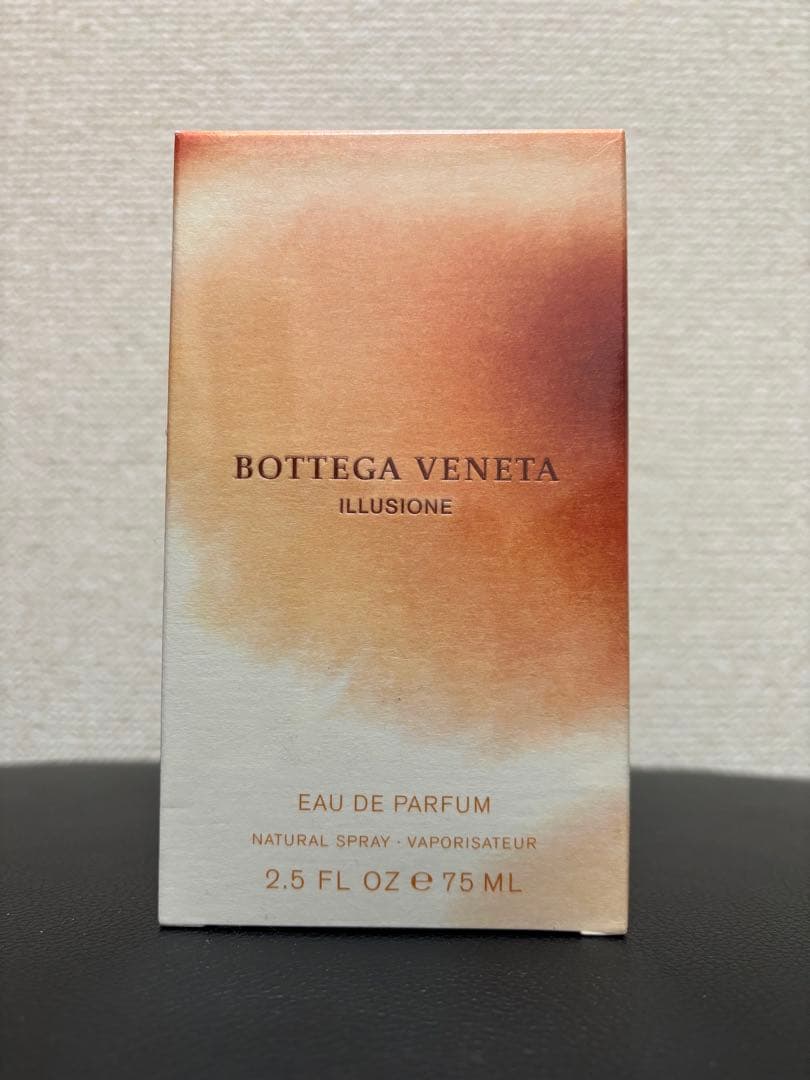 BOTTEGA VENETA
ILLUSIONE
EAU DE PARFUM
NATURAL SPRAY · VAPORISATEUR
2.5 FL OZ ℮ 75 ML